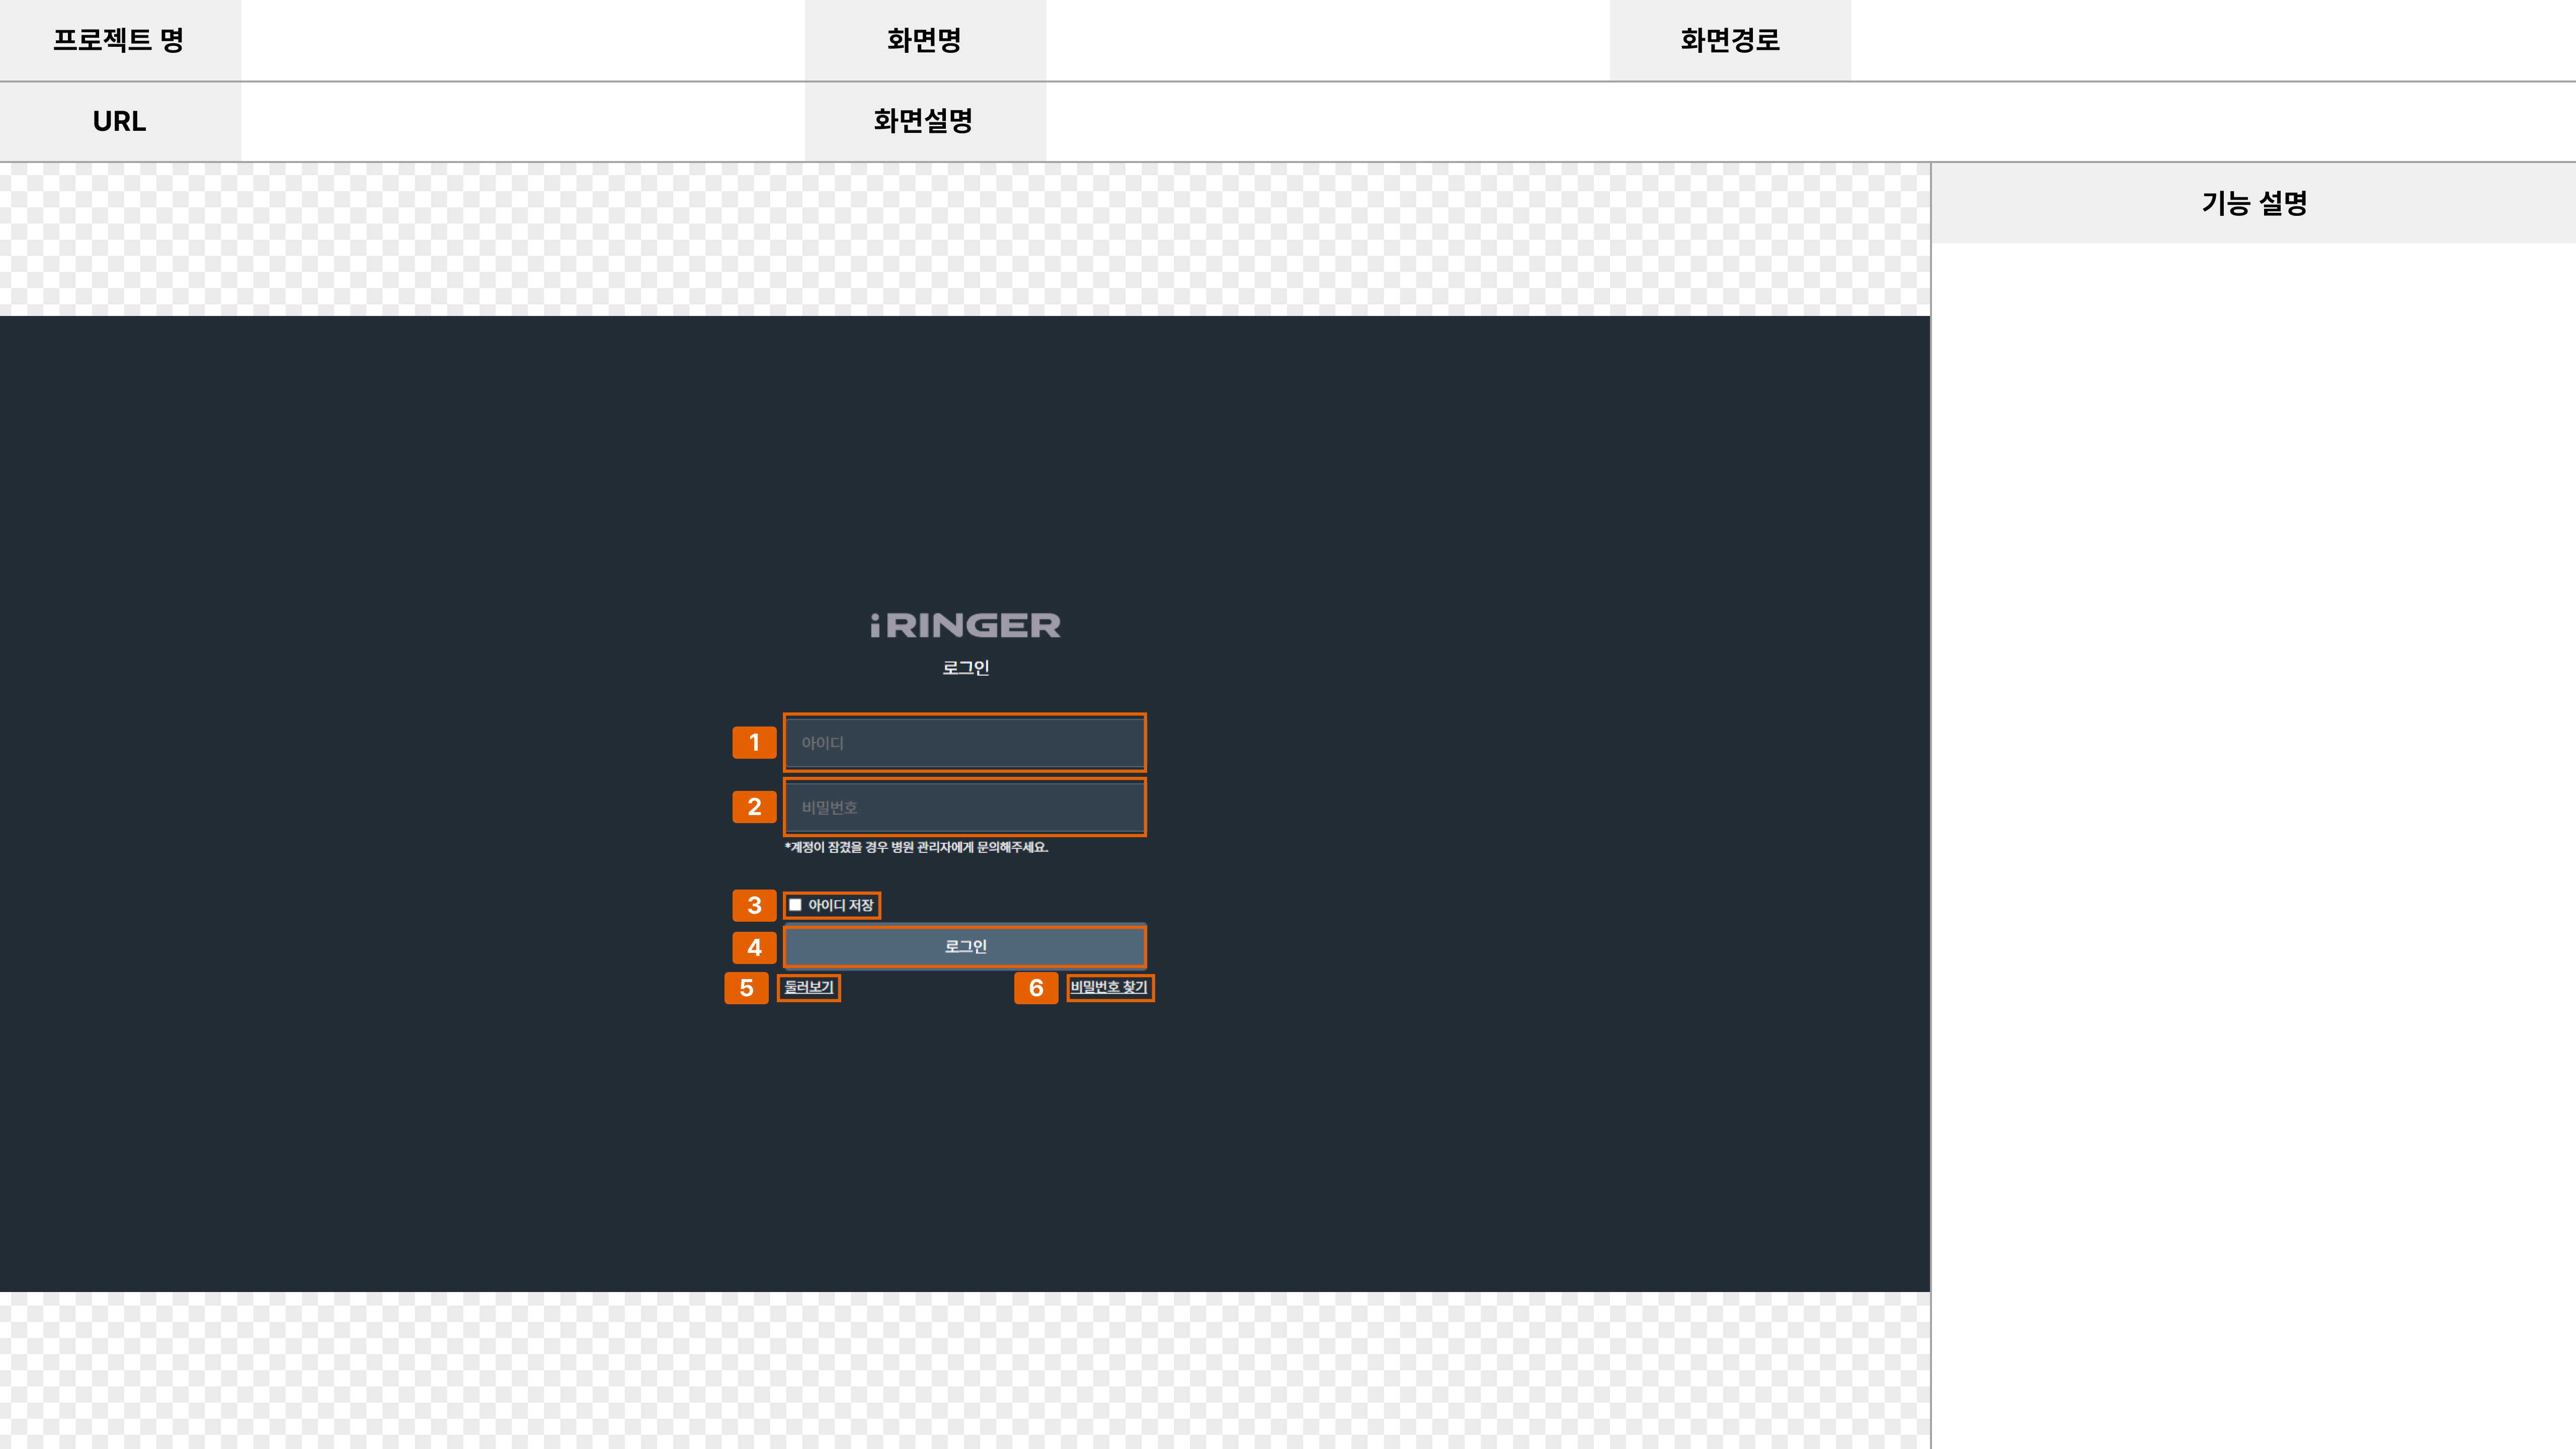 프로젝트 명
화면명
화면경로
URL
화면설명
기능 설명
iRINGER
로그인
1 아이디
2 비밀번호
*계정이 잠겼을 경우 병원 관리자에게 문의해주세요.
3 아이디 저장
4 로그인
5 둘러보기 6 비밀번호 찾기